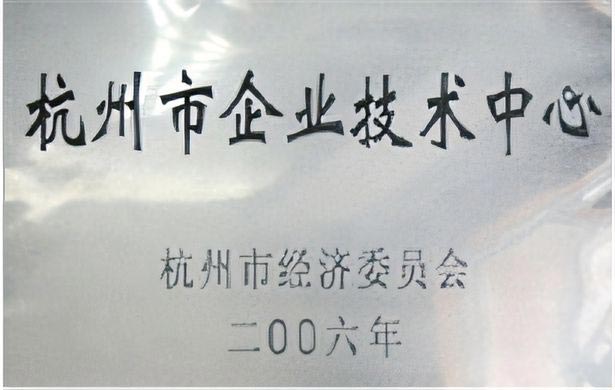 杭州市企业技术中心
杭州市经济委员会
二00六年